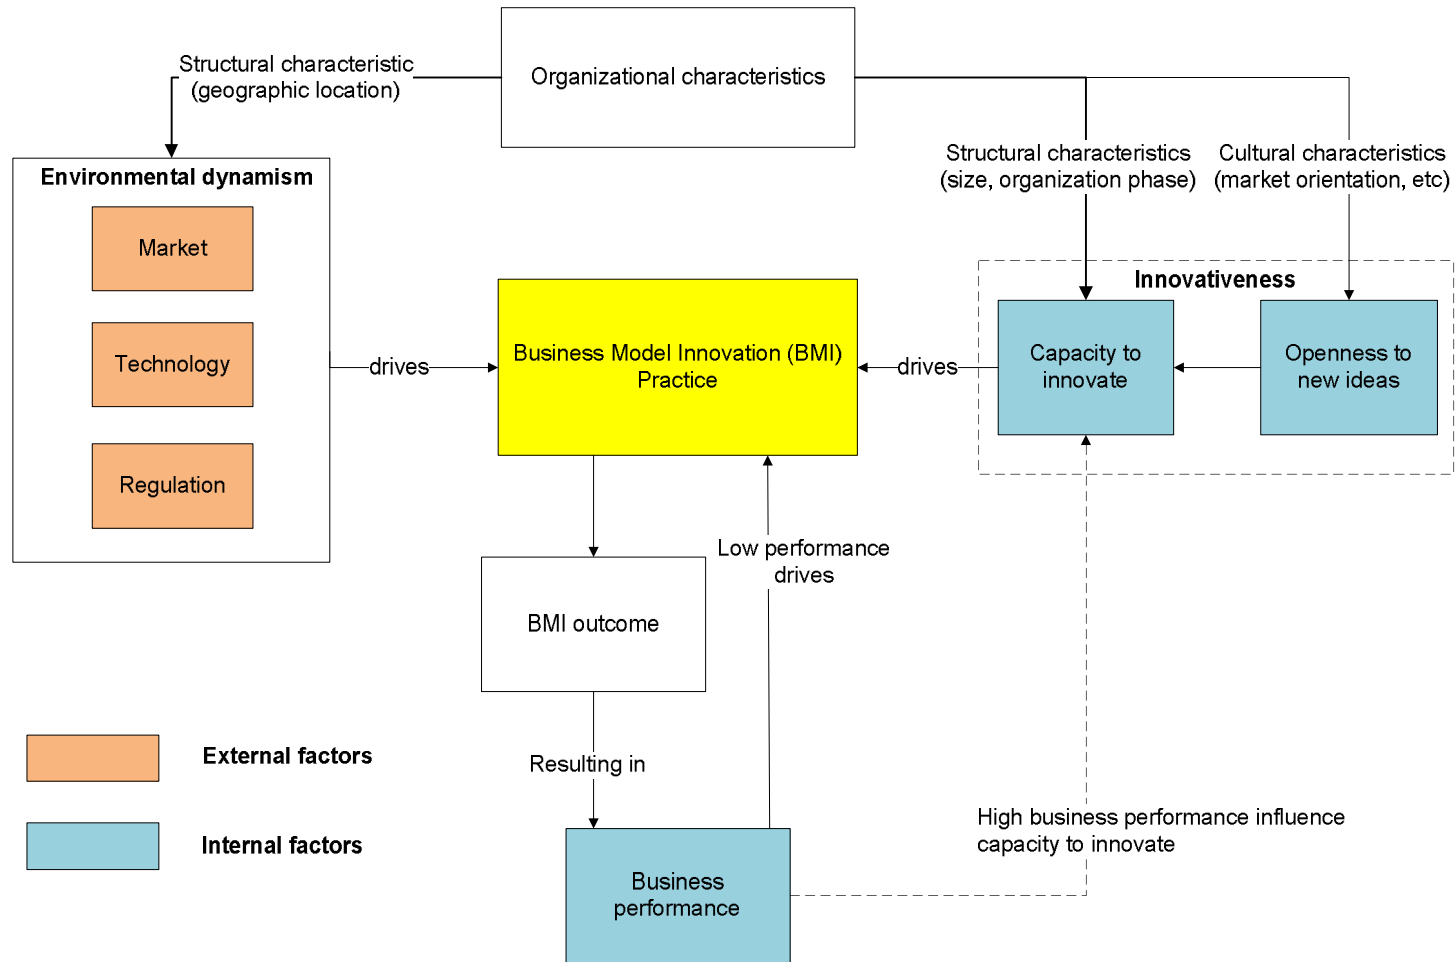 Organizational characteristics
Structural characteristic
(geographic location)
Structural characteristics
(size, organization phase)
Cultural characteristics
(market orientation, etc)
Environmental dynamism
Market
Technology
Regulation
drives
Business Model Innovation (BMI)
Practice
drives
Innovativeness
Capacity to
innovate
Openness to
new ideas
Low performance
drives
BMI outcome
Resulting in
Business
performance
High business performance influence
capacity to innovate
External factors
Internal factors